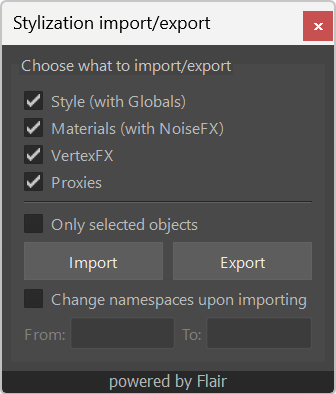 Stylization import/export
Choose what to import/export
Style (with Globals)
Materials (with NoiseFX)
VertexFX
Proxies
Only selected objects
Import Export
Change namespaces upon importing
From: To:
powered by Flair